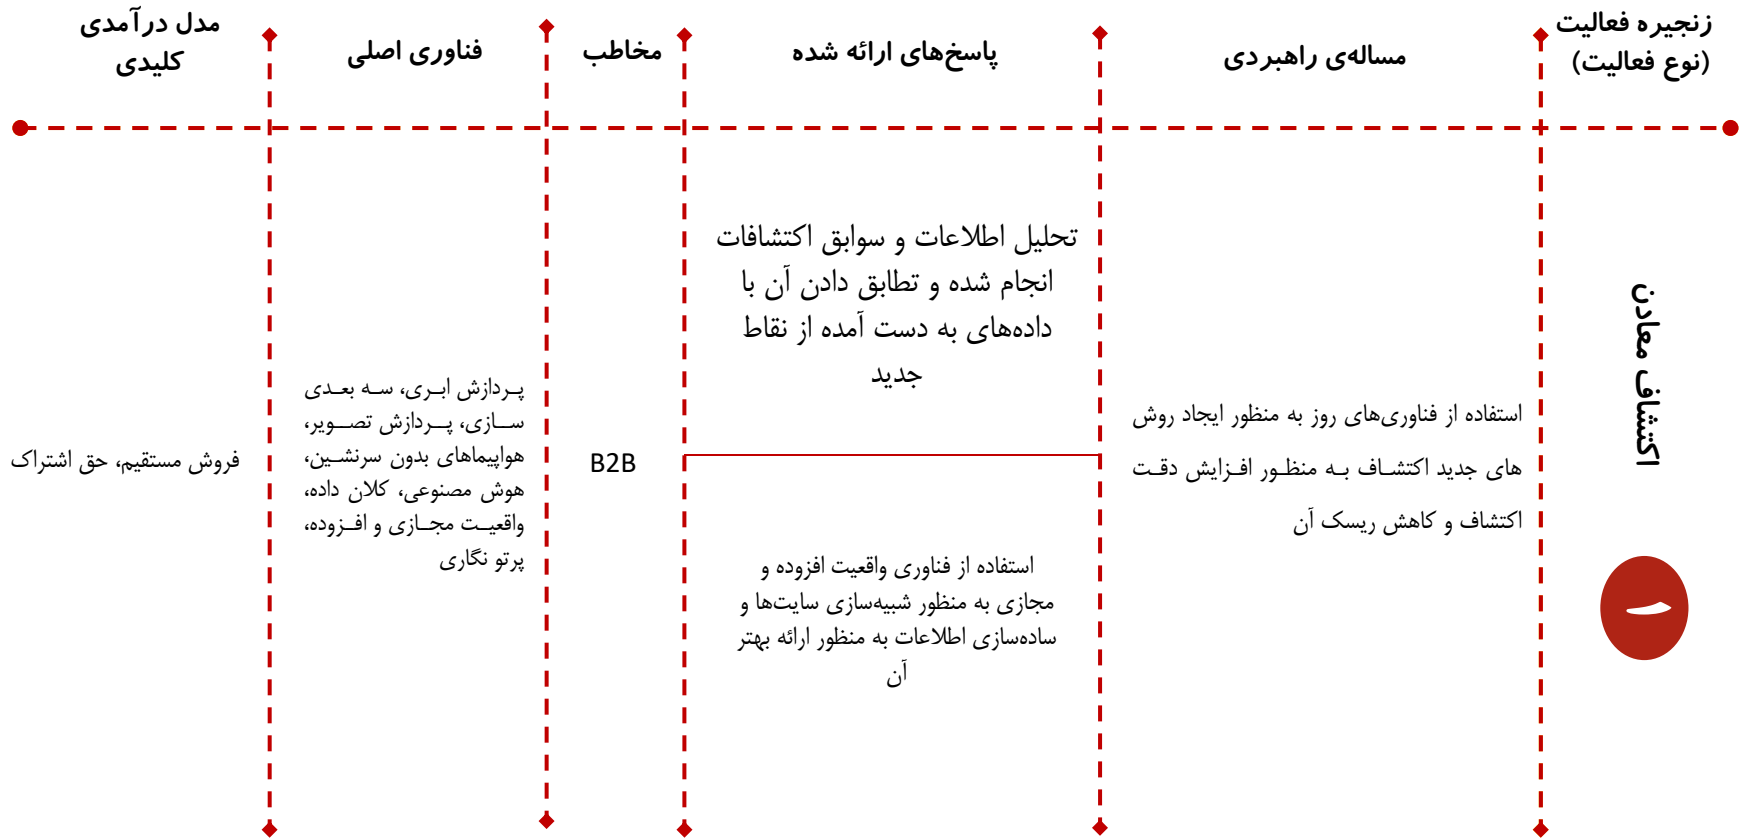 زنجیره فعالیت
(نوع فعالیت)
مساله‌ی راهبردی
پاسخ‌های ارائه شده
مخاطب
فناوری اصلی
مدل درآمدی
کلیدی
اکتشاف معادن
۱
استفاده از فناوری‌های روز به منظور ایجاد روش
های جدید اکتشاف به منظور افزایش دقت
اکتشاف و کاهش ریسک آن
تحلیل اطلاعات و سوابق اکتشافات
انجام شده و تطابق دادن آن با
داده‌های به دست آمده از نقاط
جدید
استفاده از فناوری واقعیت افزوده و
مجازی به منظور شبیه‌سازی سایت‌ها و
ساده‌سازی اطلاعات به منظور ارائه بهتر
آن
B2B
پردازش ابری، سه بعدی
سازی، پردازش تصویر،
هواپیماهای بدون سرنشین،
هوش مصنوعی، کلان داده،
واقعیت مجازی و افزوده،
پرتو نگاری
فروش مستقیم، حق اشتراک